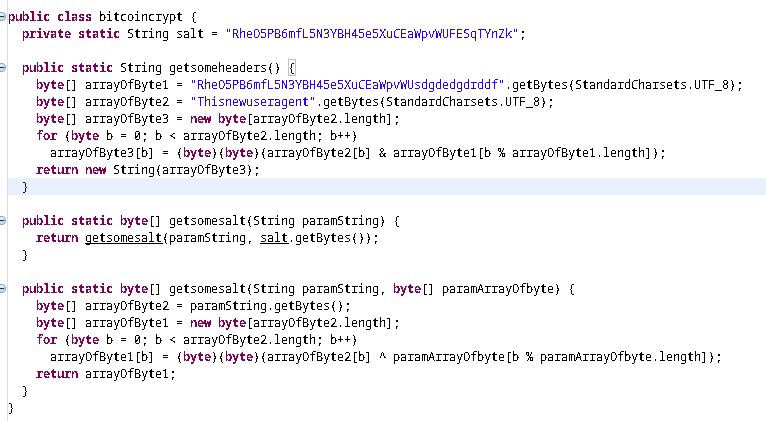 public class bitcoincrypt {
private static String salt = "RheO5PB6mfL5N3YBH45e5XuCEaWpvWUFESqTYnZk";
public static String getsomeheaders() {
byte[] arrayOfByte1 = "RheO5PB6mfL5N3YBH45e5XuCEaWpvWUsdgdedgdrddf".getBytes(StandardCharsets.UTF_8);
byte[] arrayOfByte2 = "Thisnewuseragent".getBytes(StandardCharsets.UTF_8);
byte[] arrayOfByte3 = new byte[arrayOfByte2.length];
for (byte b = 0; b < arrayOfByte2.length; b++)
arrayOfByte3[b] = (byte)(byte)(arrayOfByte2[b] & arrayOfByte1[b % arrayOfByte1.length]);
return new String(arrayOfByte3);
}
public static byte[] getsomesalt(String paramString) {
return getsomesalt(paramString, salt.getBytes());
}
public static byte[] getsomesalt(String paramString, byte[] paramArrayOfbyte) {
byte[] arrayOfByte2 = paramString.getBytes();
byte[] arrayOfByte1 = new byte[arrayOfByte2.length];
for (byte b = 0; b < arrayOfByte2.length; b++)
arrayOfByte1[b] = (byte)(byte)(arrayOfByte2[b] ^ paramArrayOfbyte[b % paramArrayOfbyte.length]);
return arrayOfByte1;
}
}